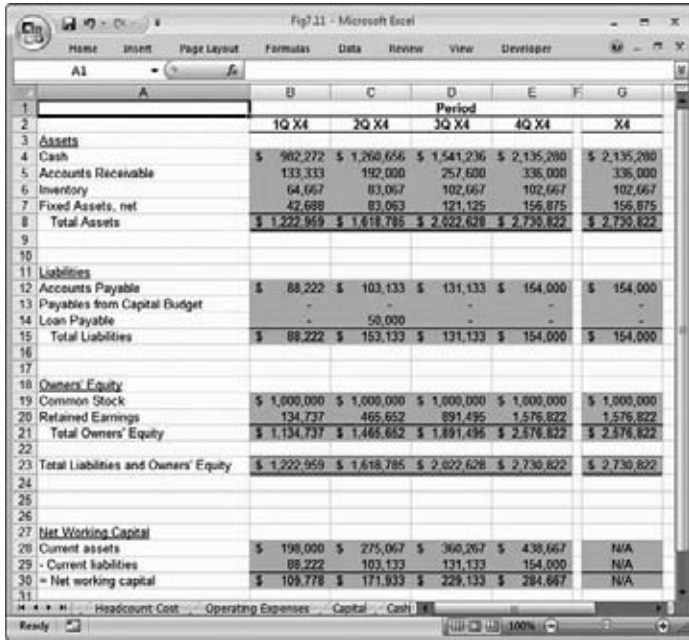 Fig7.11 - Microsoft Excel
Home Insert Page Layout Formulas Data Review View Developer
A1 fx
A B C D E F G
1 Period
2 1Q X4 2Q X4 3Q X4 4Q X4 X4
3 Assets
4 Cash $ 982,272 $ 1,260,656 $ 1,541,236 $ 2,135,280 $ 2,135,280
5 Accounts Receivable 133,333 192,000 257,600 336,000 336,000
6 Inventory 64,667 83,067 102,667 102,667 102,667
7 Fixed Assets, net 42,688 83,063 121,125 156,875 156,875
8 Total Assets $ 1,222,959 $ 1,618,785 $ 2,022,628 $ 2,730,822 $ 2,730,822
9
10
11 Liabilities
12 Accounts Payable $ 88,222 $ 103,133 $ 131,133 $ 154,000 $ 154,000
13 Payables from Capital Budget - - - - -
14 Loan Payable - 50,000 - - -
15 Total Liabilities $ 88,222 $ 153,133 $ 131,133 $ 154,000 $ 154,000
16
17
18 Owners' Equity
19 Common Stock $ 1,000,000 $ 1,000,000 $ 1,000,000 $ 1,000,000 $ 1,000,000
20 Retained Earnings 134,737 465,652 891,495 1,576,822 1,576,822
21 Total Owners' Equity $ 1,134,737 $ 1,465,652 $ 1,891,495 $ 2,576,822 $ 2,576,822
22
23 Total Liabilities and Owners' Equity $ 1,222,959 $ 1,618,785 $ 2,022,628 $ 2,730,822 $ 2,730,822
24
25
26
27 Net Working Capital
28 Current assets $ 198,000 $ 275,067 $ 360,267 $ 438,667 N/A
29 - Current liabilities 88,222 103,133 131,133 154,000 N/A
30 = Net working capital $ 109,778 $ 171,933 $ 229,133 $ 284,667 N/A
31
Headcount Cost Operating Expenses Capital Cash
Ready 100%